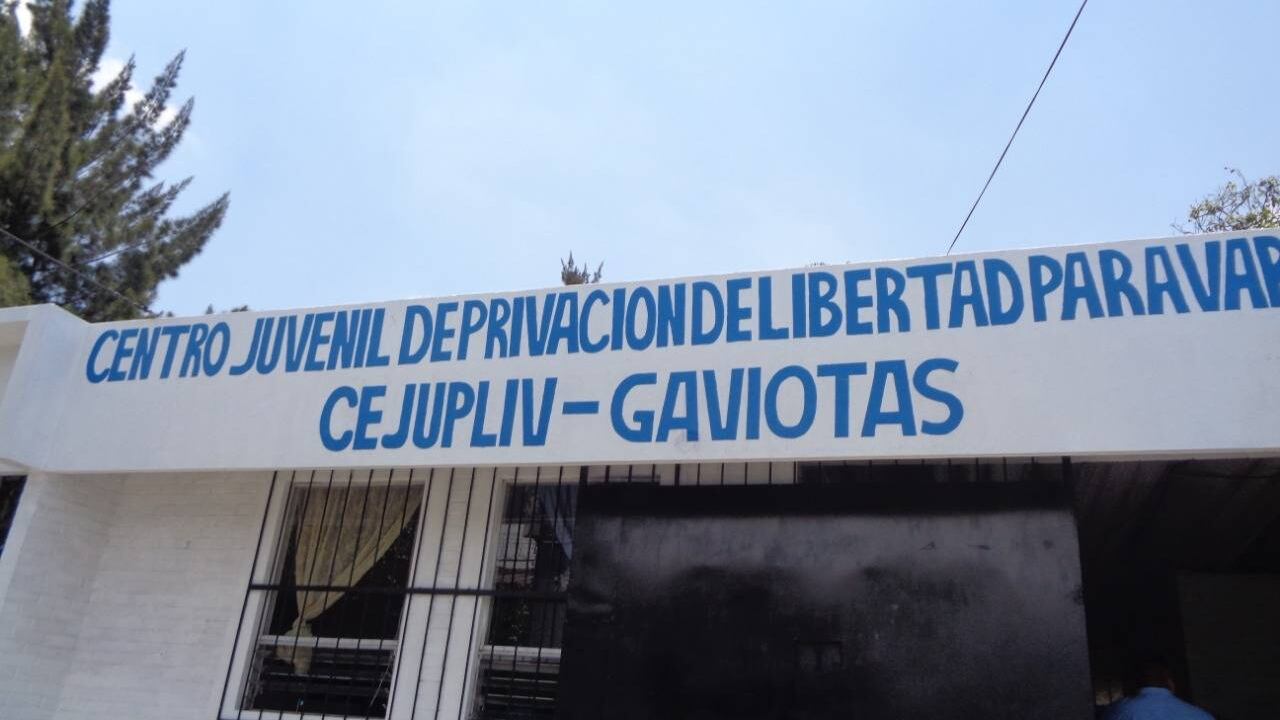 CENTRO JUVENIL DE PRIVACION DE LIBERTAD PARA
CEJUPLIV - GAVIOTAS